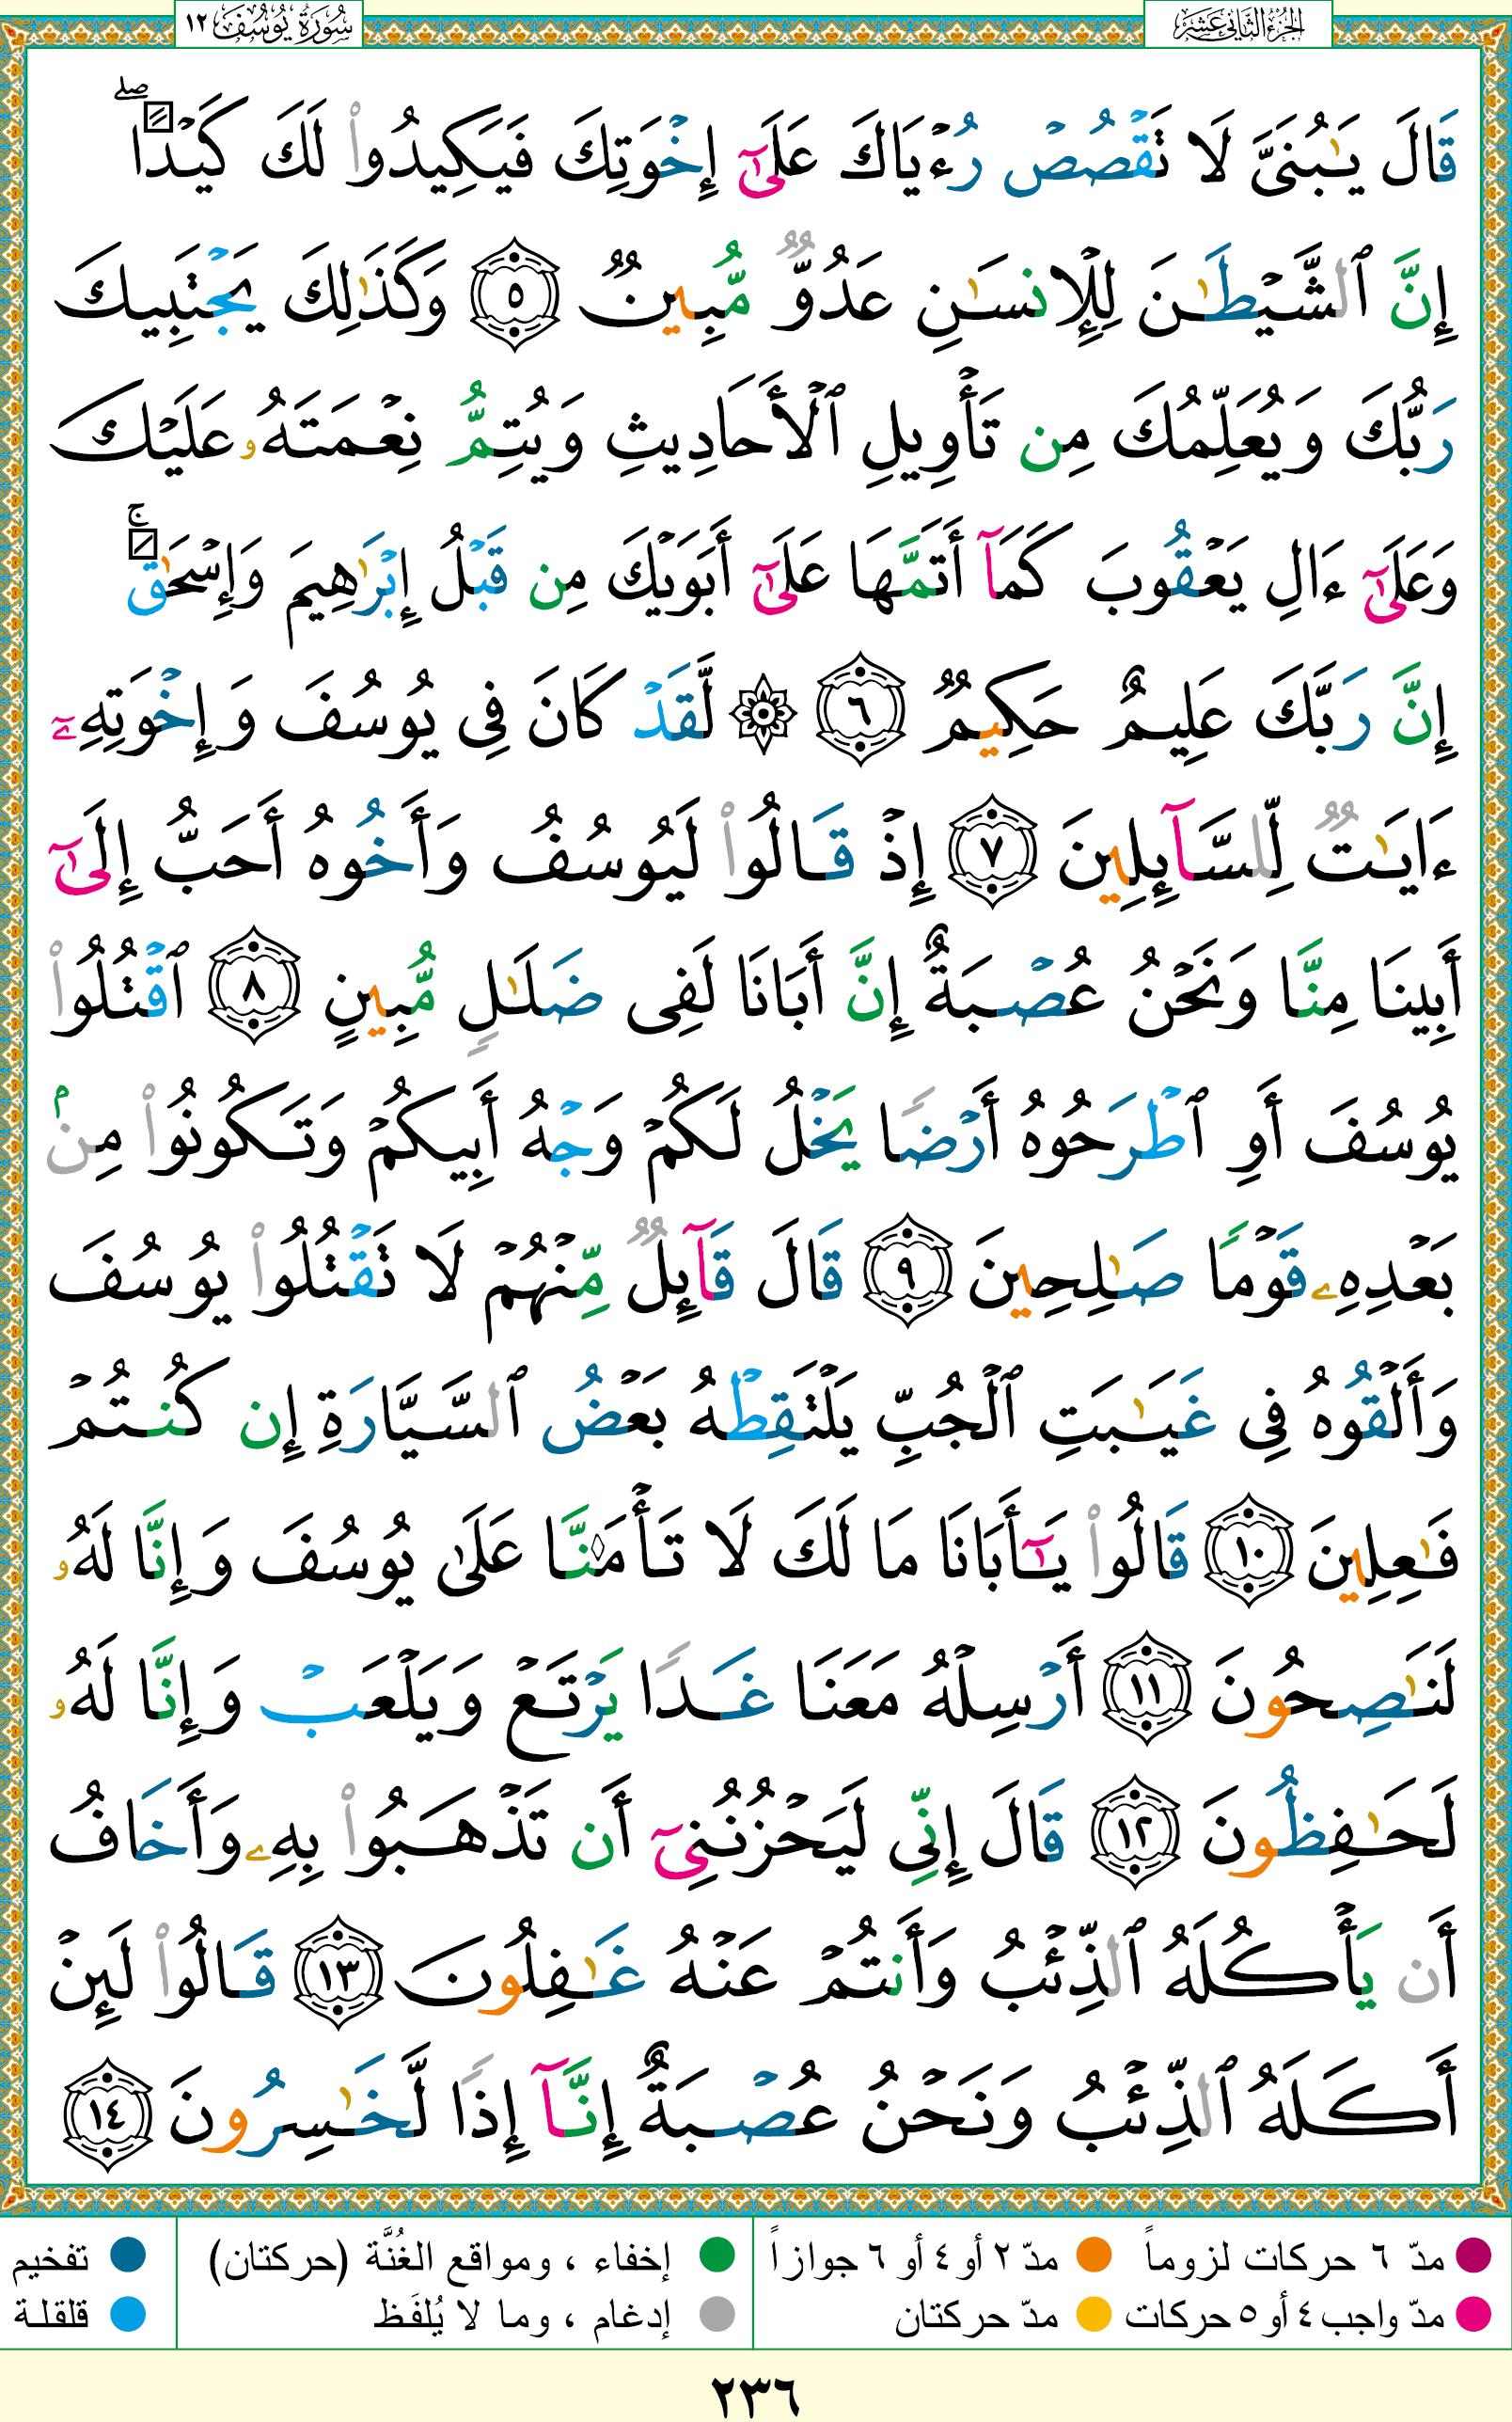 الجزء الثاني عشر
سُورَةُ يُوسُفَ ١٢
قَالَ يَـٰبُنَىَّ لَا تَقۡصُصۡ رُءۡيَاكَ عَلَىٰٓ إِخۡوَتِكَ فَيَكِيدُواْ لَكَ كَيۡدًاۖ
إِنَّ ٱلشَّيۡطَـٰنَ لِلۡإِنسَـٰنِ عَدُوٌّ مُّبِينٌ ٥ وَكَذَٰلِكَ يَجۡتَبِيكَ
رَبُّكَ وَيُعَلِّمُكَ مِن تَأۡوِيلِ ٱلۡأَحَادِيثِ وَيُتِمُّ نِعۡمَتَهُۥ عَلَيۡكَ
وَعَلَىٰٓ ءَالِ يَعۡقُوبَ كَمَآ أَتَمَّهَا عَلَىٰٓ أَبَوَيۡكَ مِن قَبۡلُ إِبۡرَٰهِيمَ وَإِسۡحَـٰقَۚ
إِنَّ رَبَّكَ عَلِيمٌ حَكِيمٌ ٦ ۞ لَّقَدۡ كَانَ فِى يُوسُفَ وَإِخۡوَتِهِۦٓ
ءَايَـٰتٌ لِّلسَّآئِلِينَ ٧ إِذۡ قَالُواْ لَيُوسُفُ وَأَخُوهُ أَحَبُّ إِلَىٰٓ
أَبِينَا مِنَّا وَنَحۡنُ عُصۡبَةٌ إِنَّ أَبَانَا لَفِى ضَلَـٰلٍ مُّبِينٍ ٨ ٱقۡتُلُواْ
يُوسُفَ أَوِ ٱطۡرَحُوهُ أَرۡضًا يَخۡلُ لَكُمۡ وَجۡهُ أَبِيكُمۡ وَتَكُونُواْ مِنۢ
بَعۡدِهِۦ قَوۡمًا صَـٰلِحِينَ ٩ قَالَ قَآئِلٌ مِّنۡهُمۡ لَا تَقۡتُلُواْ يُوسُفَ
وَأَلۡقُوهُ فِى غَيَـٰبَتِ ٱلۡجُبِّ يَلۡتَقِطۡهُ بَعۡضُ ٱلسَّيَّارَةِ إِن كُنتُمۡ
فَـٰعِلِينَ ١٠ قَالُواْ يَـٰٓأَبَانَا مَا لَكَ لَا تَأۡمَ۬نَّا عَلَىٰ يُوسُفَ وَإِنَّا لَهُۥ
لَنَـٰصِحُونَ ١١ أَرۡسِلۡهُ مَعَنَا غَدًا يَرۡتَعۡ وَيَلۡعَبۡ وَإِنَّا لَهُۥ
لَحَـٰفِظُونَ ١٢ قَالَ إِنِّى لَيَحۡزُنُنِىٓ أَن تَذۡهَبُواْ بِهِۦ وَأَخَافُ
أَن يَأۡكُلَهُ ٱلذِّئۡبُ وَأَنتُمۡ عَنۡهُ غَـٰفِلُونَ ١٣ قَالُواْ لَئِنۡ
أَكَلَهُ ٱلذِّئۡبُ وَنَحۡنُ عُصۡبَةٌ إِنَّآ إِذًا لَّخَـٰسِرُونَ ١٤
مدّ ٦ حركات لزوماً
مدّ ٢ أو ٤ أو ٦ جوازاً
إخفاء ، ومواقع الغُنَّة (حركتان)
تفخيم
مدّ واجب ٤ أو ٥ حركات
مدّ حركتان
إدغام ، وما لا يُلفَظ
قلقلة
٢٣٦